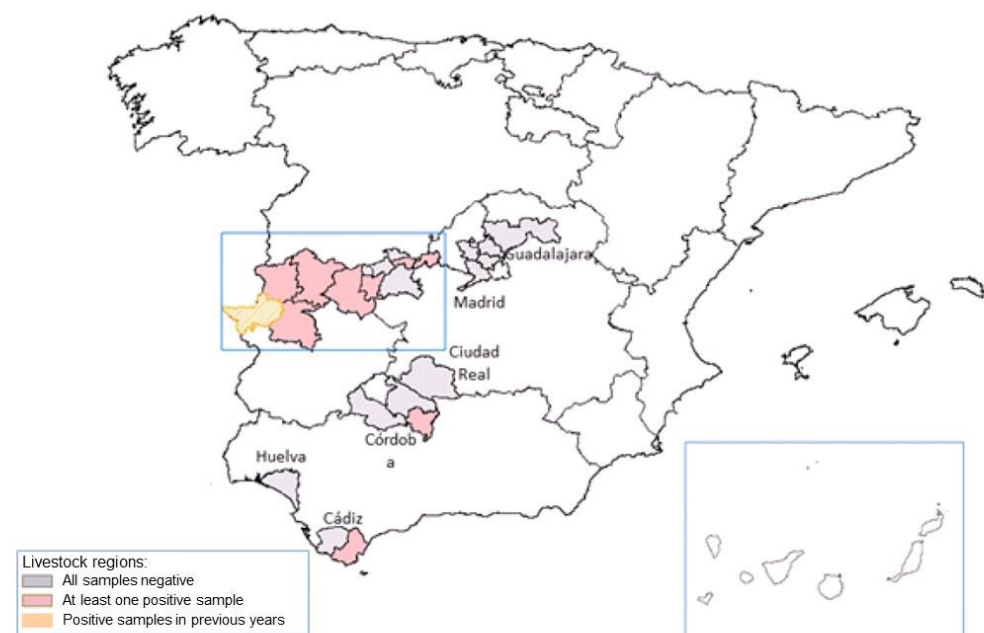 Guadalajara
Madrid
Ciudad
Real
Córdob
a
Huelva
Cádiz
Livestock regions:
All samples negative
At least one positive sample
Positive samples in previous years